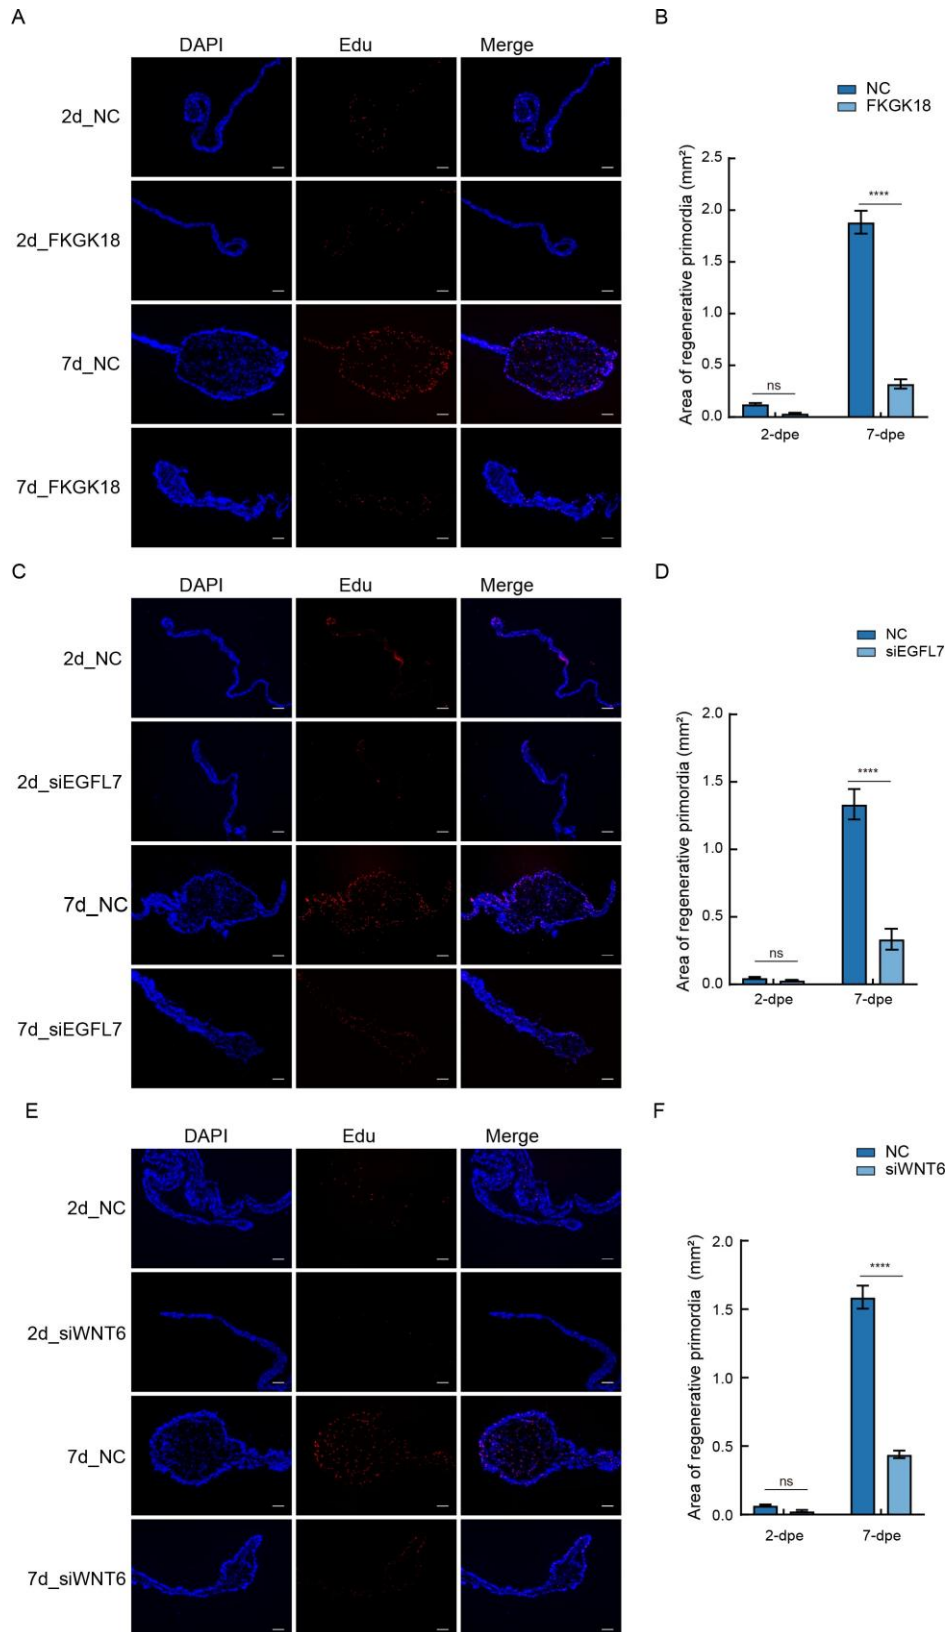 A
DAPI Edu Merge
2d_NC
2d_FKGK18
7d_NC
7d_FKGK18
B
NC
FKGK18
Area of regenerative primordia (mm²)
2.5
2.0
1.5
1.0
0.5
0.0
ns
****
2-dpe 7-dpe
C
DAPI Edu Merge
2d_NC
2d_siEGFL7
7d_NC
7d_siEGFL7
D
NC
siEGFL7
Area of regenerative primordia (mm²)
2.0
1.5
1.0
0.5
0.0
ns
****
2-dpe 7-dpe
E
DAPI Edu Merge
2d_NC
2d_siWNT6
7d_NC
7d_siWNT6
F
NC
siWNT6
Area of regenerative primordia (mm²)
2.0
1.5
1.0
0.5
0.0
ns
****
2-dpe 7-dpe